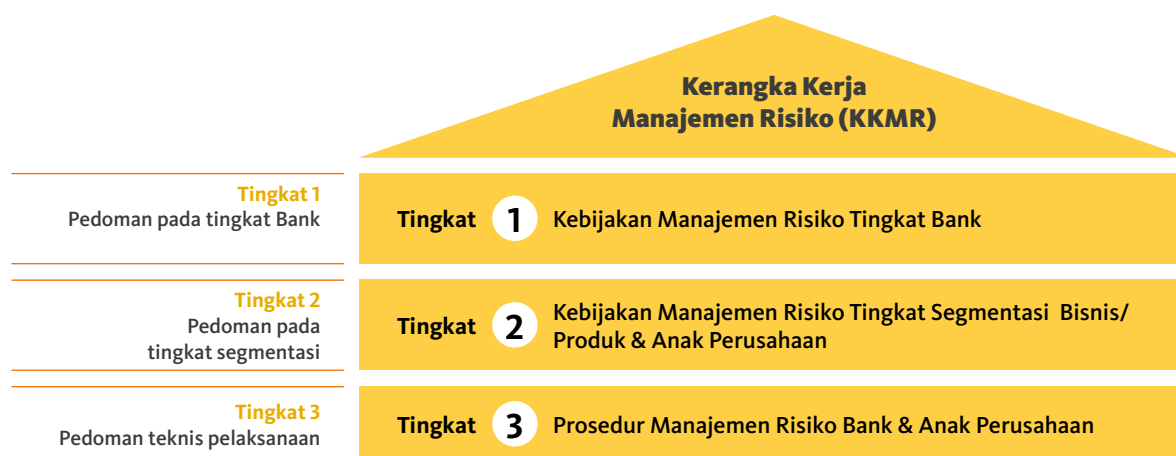 Kerangka Kerja
Manajemen Risiko (KKMR)
Tingkat 1
Pedoman pada tingkat Bank
Tingkat 1 Kebijakan Manajemen Risiko Tingkat Bank
Tingkat 2
Pedoman pada
tingkat segmentasi
Tingkat 2 Kebijakan Manajemen Risiko Tingkat Segmentasi Bisnis/
Produk & Anak Perusahaan
Tingkat 3
Pedoman teknis pelaksanaan
Tingkat 3 Prosedur Manajemen Risiko Bank & Anak Perusahaan